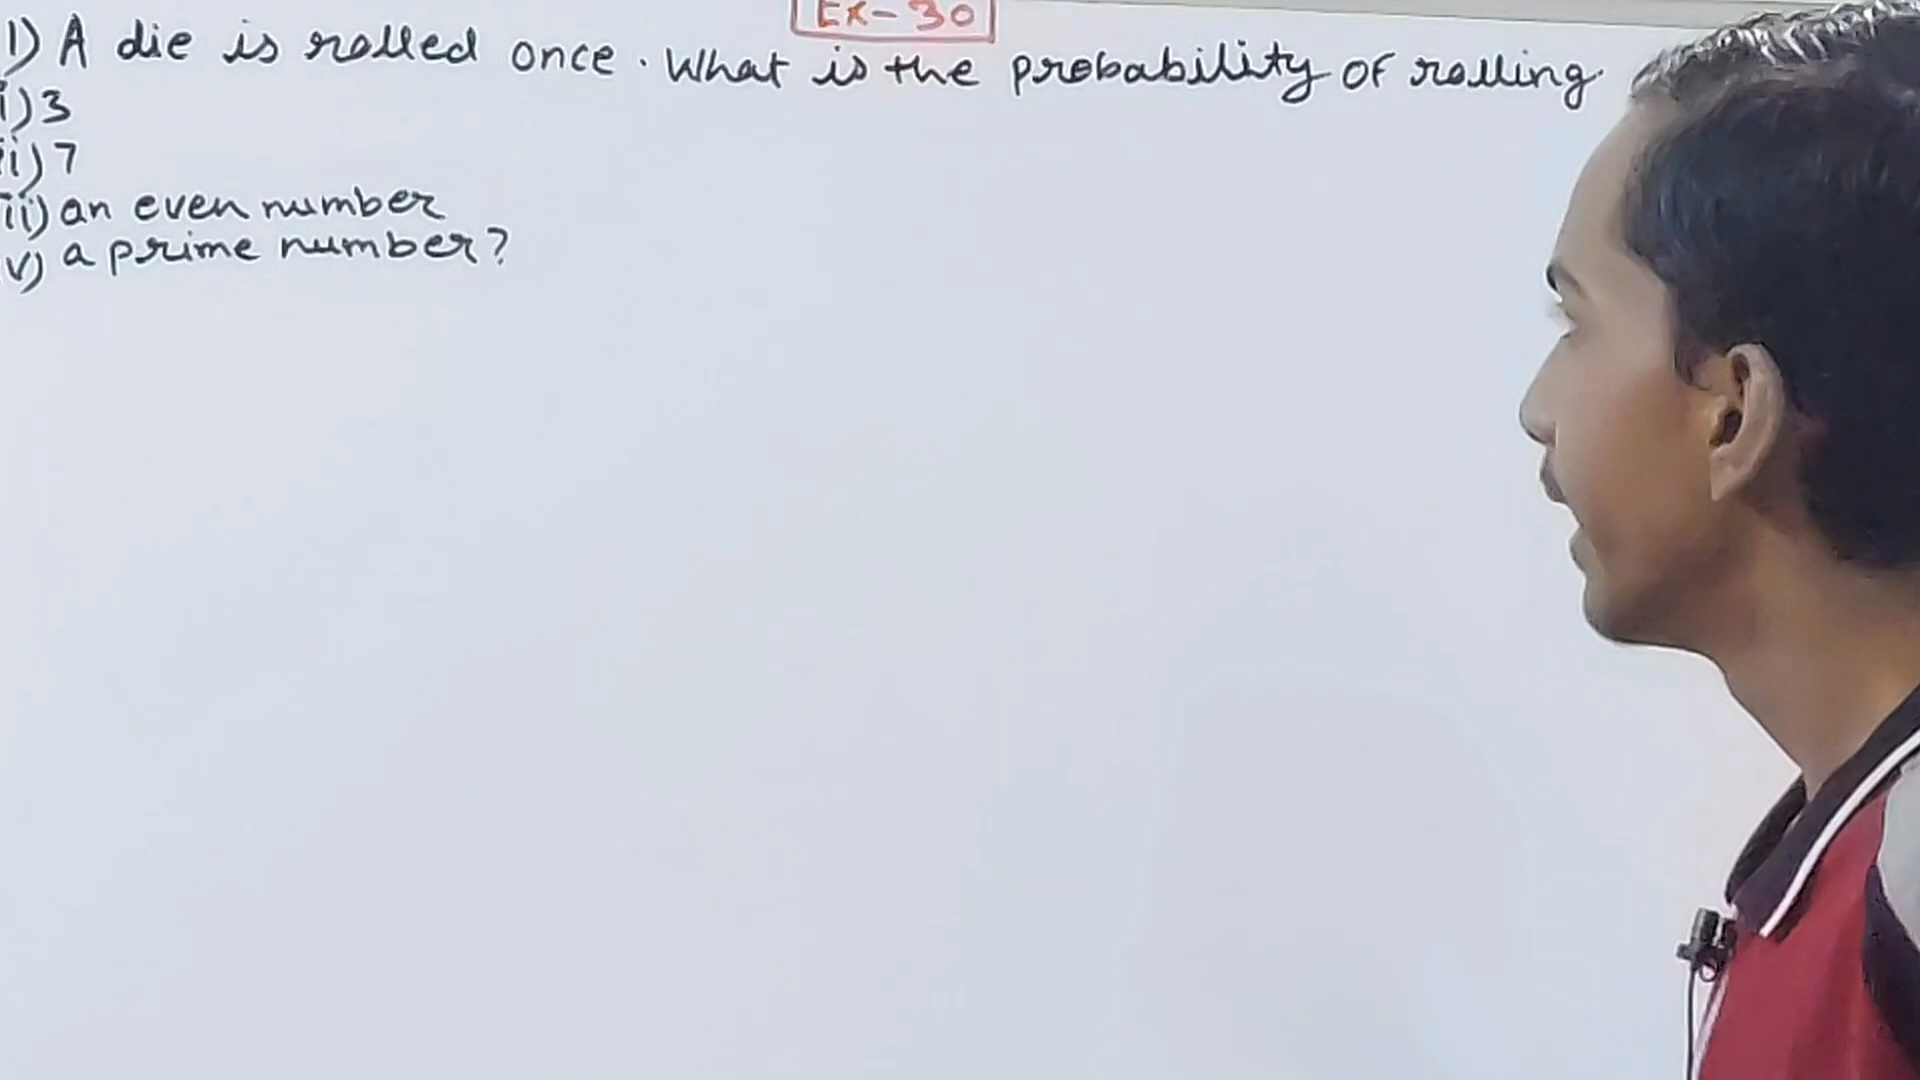 Ex-30
1) A die is rolled once. What is the probability of rolling
i) 3
ii) 7
iii) an even number
iv) a prime number?